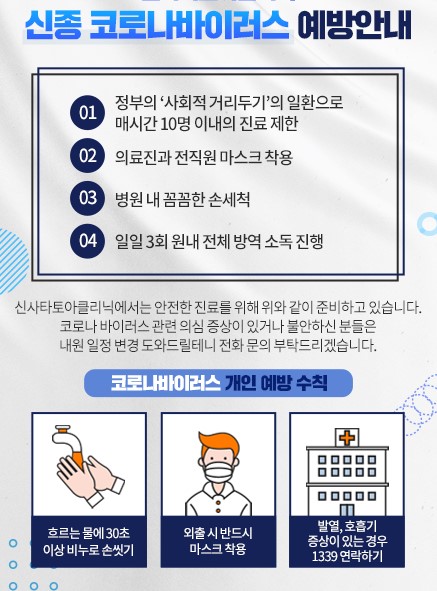 신종 코로나바이러스 예방안내
01 정부의 ‘사회적 거리두기’의 일환으로
매시간 10명 이내의 진료 제한
02 의료진과 전직원 마스크 착용
03 병원 내 꼼꼼한 손세척
04 일일 3회 원내 전체 방역 소독 진행
신사타토아클리닉에서는 안전한 진료를 위해 위와 같이 준비하고 있습니다.
코로나 바이러스 관련 의심 증상이 있거나 불안하신 분들은
내원 일정 변경 도와드릴테니 전화 문의 부탁드리겠습니다.
코로나바이러스 개인 예방 수칙
흐르는 물에 30초
이상 비누로 손씻기
외출 시 반드시
마스크 착용
발열, 호흡기
증상이 있는 경우
1339 연락하기